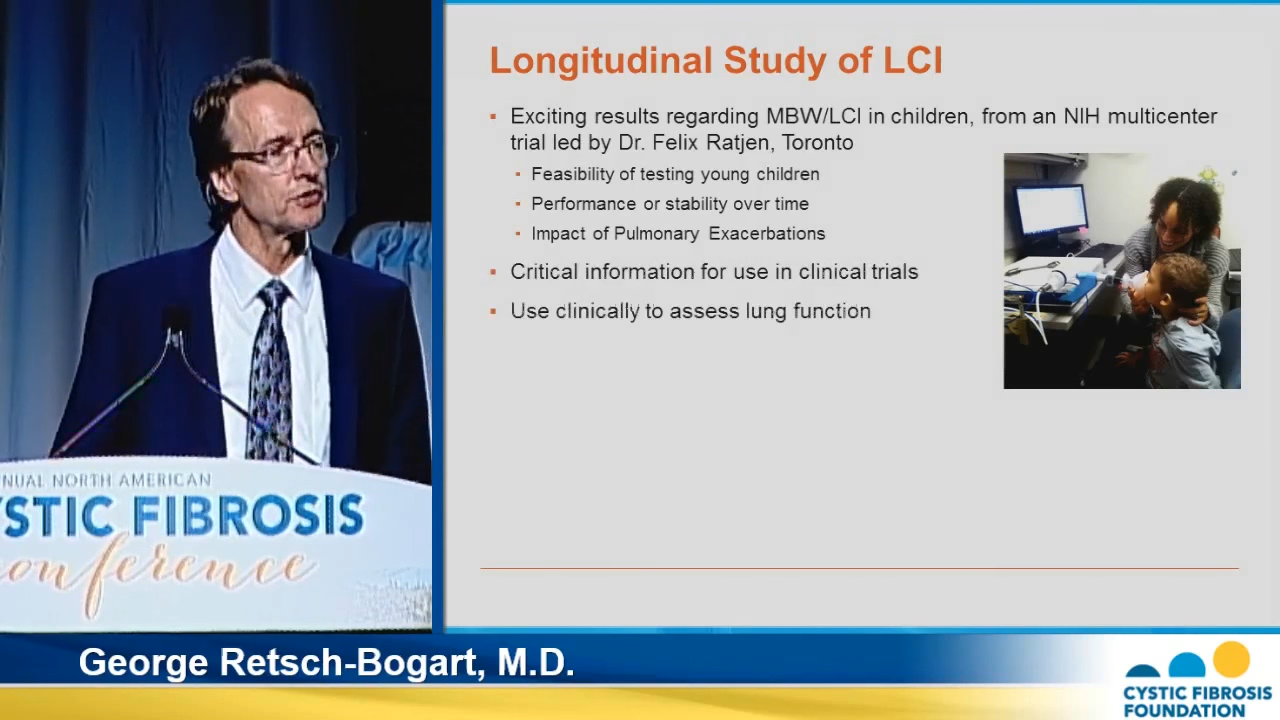 Longitudinal Study of LCI
▪ Exciting results regarding MBW/LCI in children, from an NIH multicenter
trial led by Dr. Felix Ratjen, Toronto
▪ Feasibility of testing young children
▪ Performance or stability over time
▪ Impact of Pulmonary Exacerbations
▪ Critical information for use in clinical trials
▪ Use clinically to assess lung function
NUAL NORTH AMERICAN
YSTIC FIBROSIS
conference
George Retsch-Bogart, M.D.
CYSTIC FIBROSIS
FOUNDATION